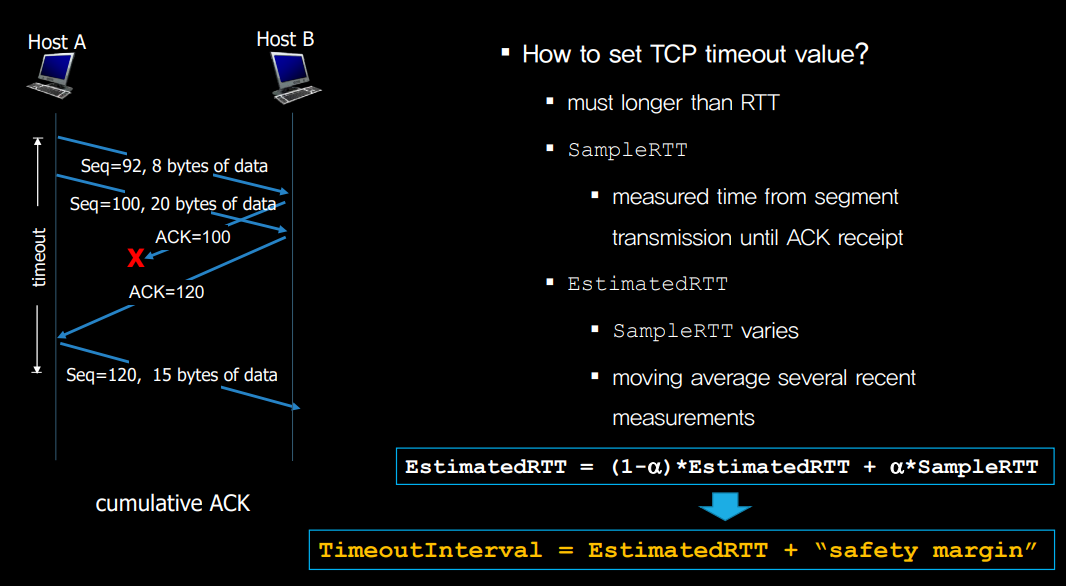 Host A
Host B
Seq=92, 8 bytes of data
Seq=100, 20 bytes of data
ACK=100
X
timeout
ACK=120
Seq=120, 15 bytes of data
cumulative ACK
▪ How to set TCP timeout value?
▪ must longer than RTT
▪ SampleRTT
▪ measured time from segment
transmission until ACK receipt
▪ EstimatedRTT
▪ SampleRTT varies
▪ moving average several recent
measurements
EstimatedRTT = (1-α)*EstimatedRTT + α*SampleRTT
TimeoutInterval = EstimatedRTT + “safety margin”